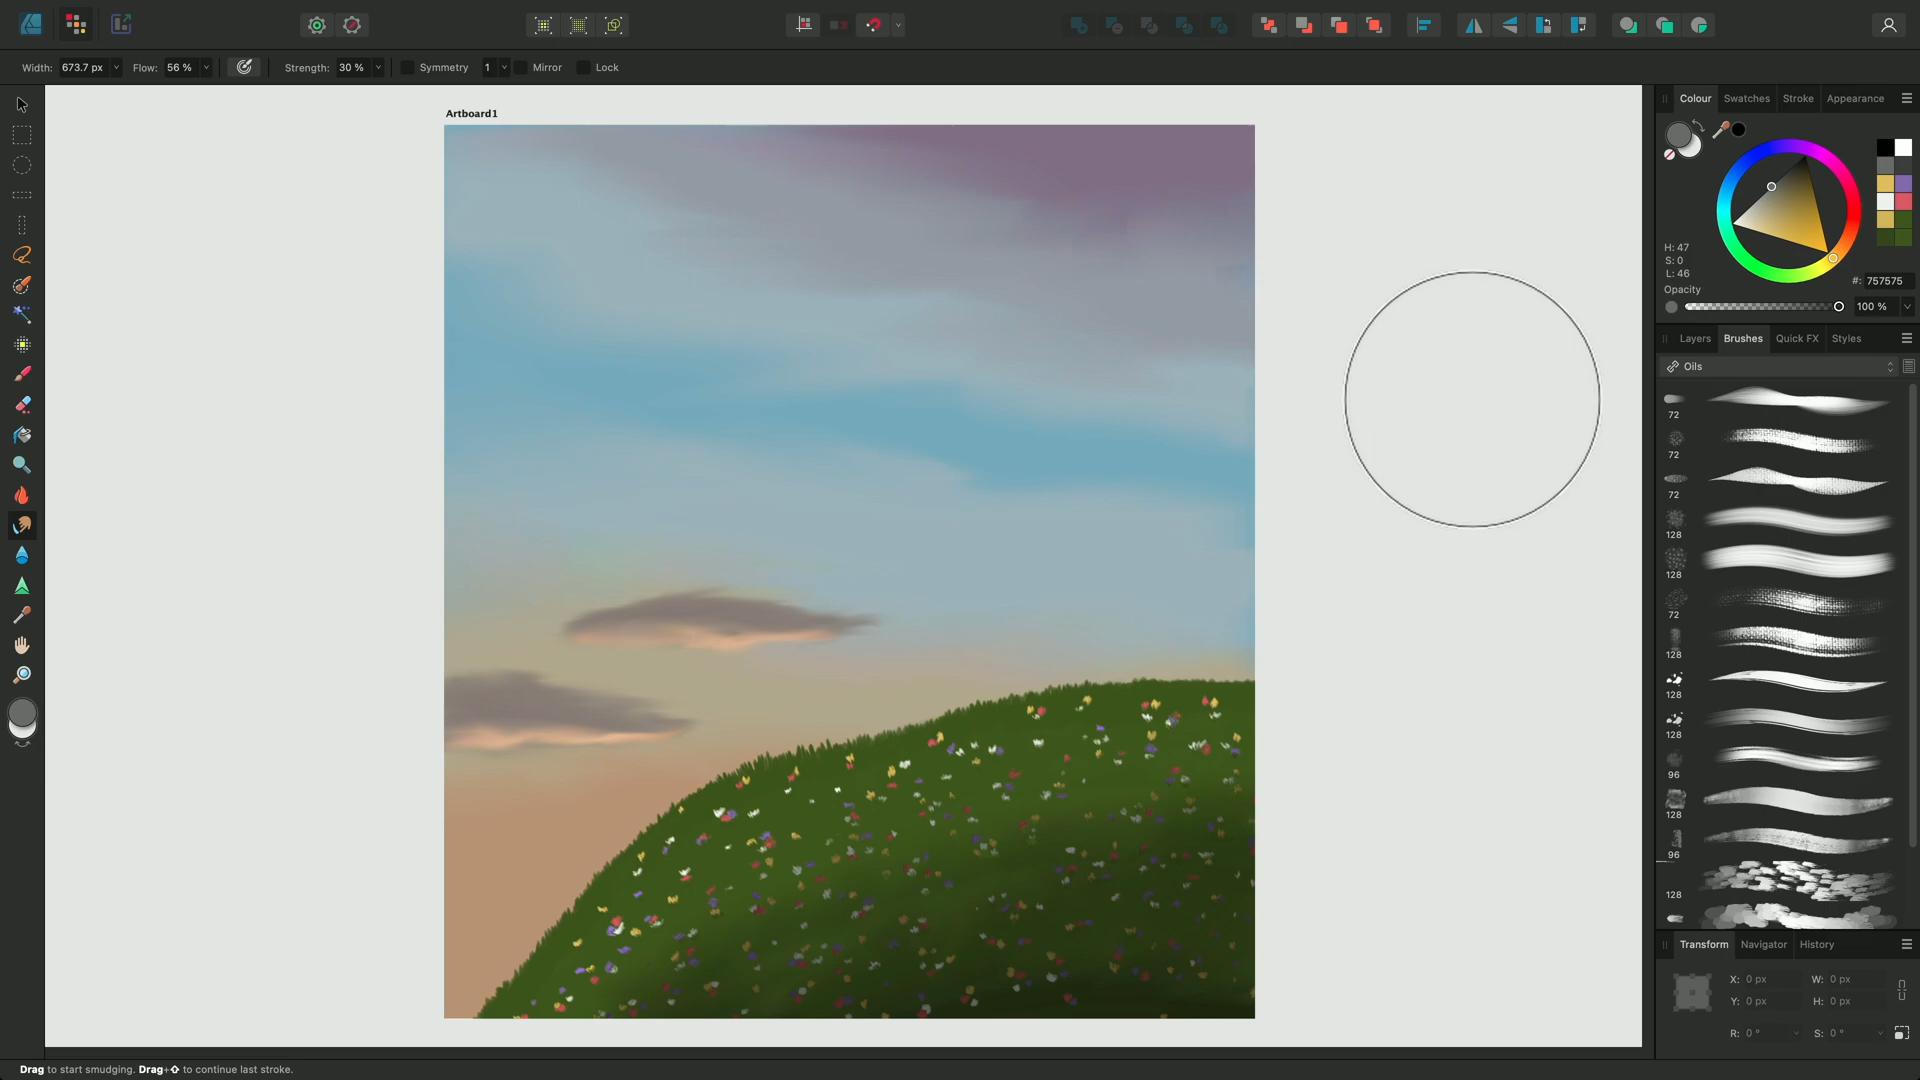 Width: 673.7 px Flow: 56 % Strength: 30 % Symmetry 1 Mirror Lock
Artboard1
Colour Swatches Stroke Appearance
H: 47
S: 0
L: 46
#: 757575
Opacity
100 %
Layers Brushes Quick FX Styles
Oils
72
72
72
128
128
72
128
128
128
96
128
96
128
Transform Navigator History
X: 0 px W: 0 px
Y: 0 px H: 0 px
R: 0 ° S: 0 °
Drag to start smudging. Drag+⇧ to continue last stroke.